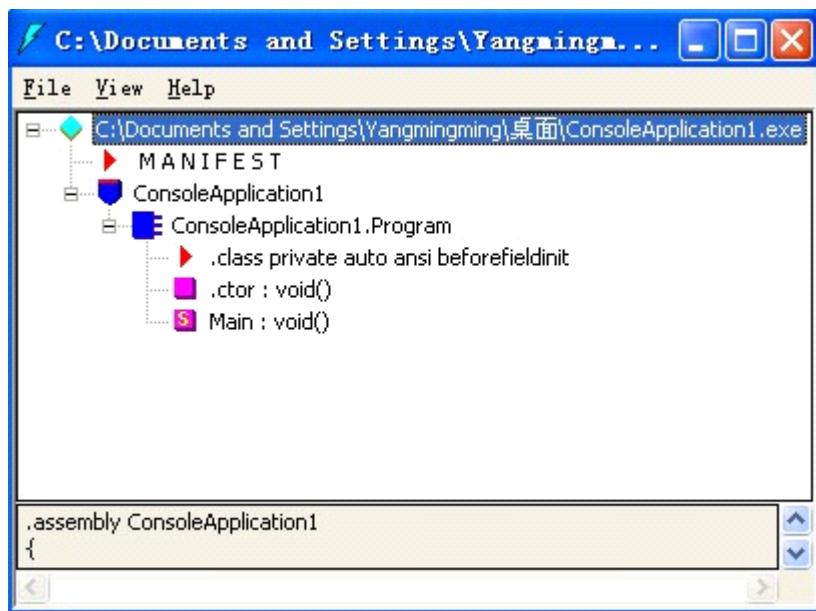 C:\Documents and Settings\Yangmingm...
File View Help
C:\Documents and Settings\Yangmingming\桌面\ConsoleApplication1.exe
MANIFEST
ConsoleApplication1
ConsoleApplication1.Program
.class private auto ansi beforefieldinit
.ctor : void()
S Main : void()
.assembly ConsoleApplication1
{